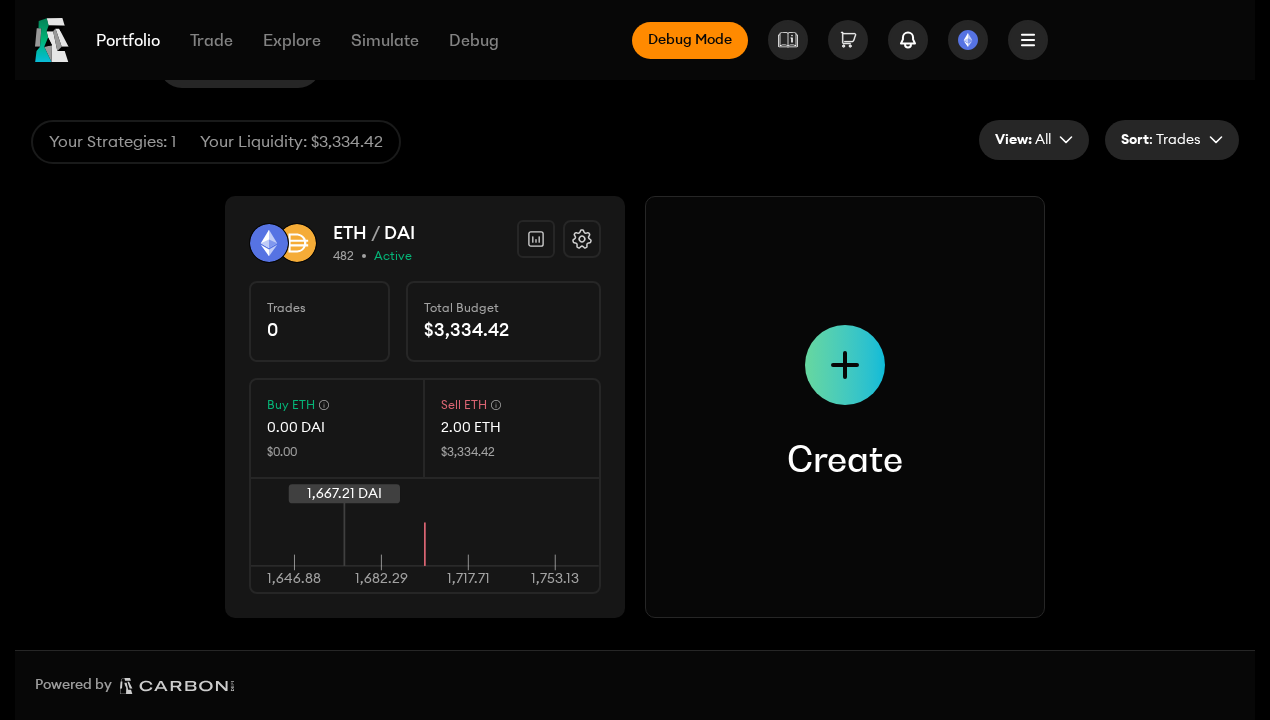 Portfolio Trade Explore Simulate Debug Debug Mode
Your Strategies: 1 Your Liquidity: $3,334.42 View: All Sort: Trades
ETH / DAI
482 • Active
Trades Total Budget
0 $3,334.42
Buy ETH Sell ETH
0.00 DAI 2.00 ETH
$0.00 $3,334.42
1,667.21 DAI
1,646.88 1,682.29 1,717.71 1,753.13
Create
Powered by CARBON